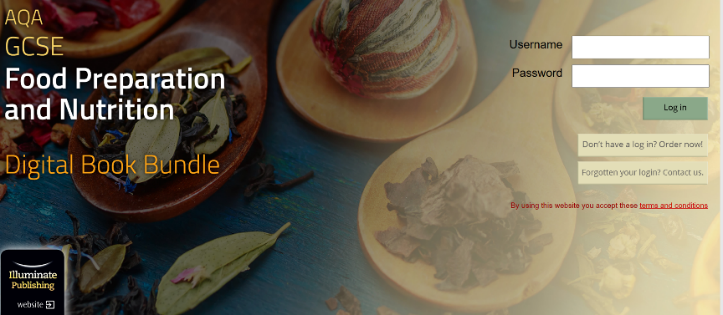 AQA
GCSE
Food Preparation
and Nutrition
Digital Book Bundle
Username
Password
Log in
Don't have a log in? Order now!
Forgotten your login? Contact us.
By using this website you accept these terms and conditions
Illuminate
Publishing
website